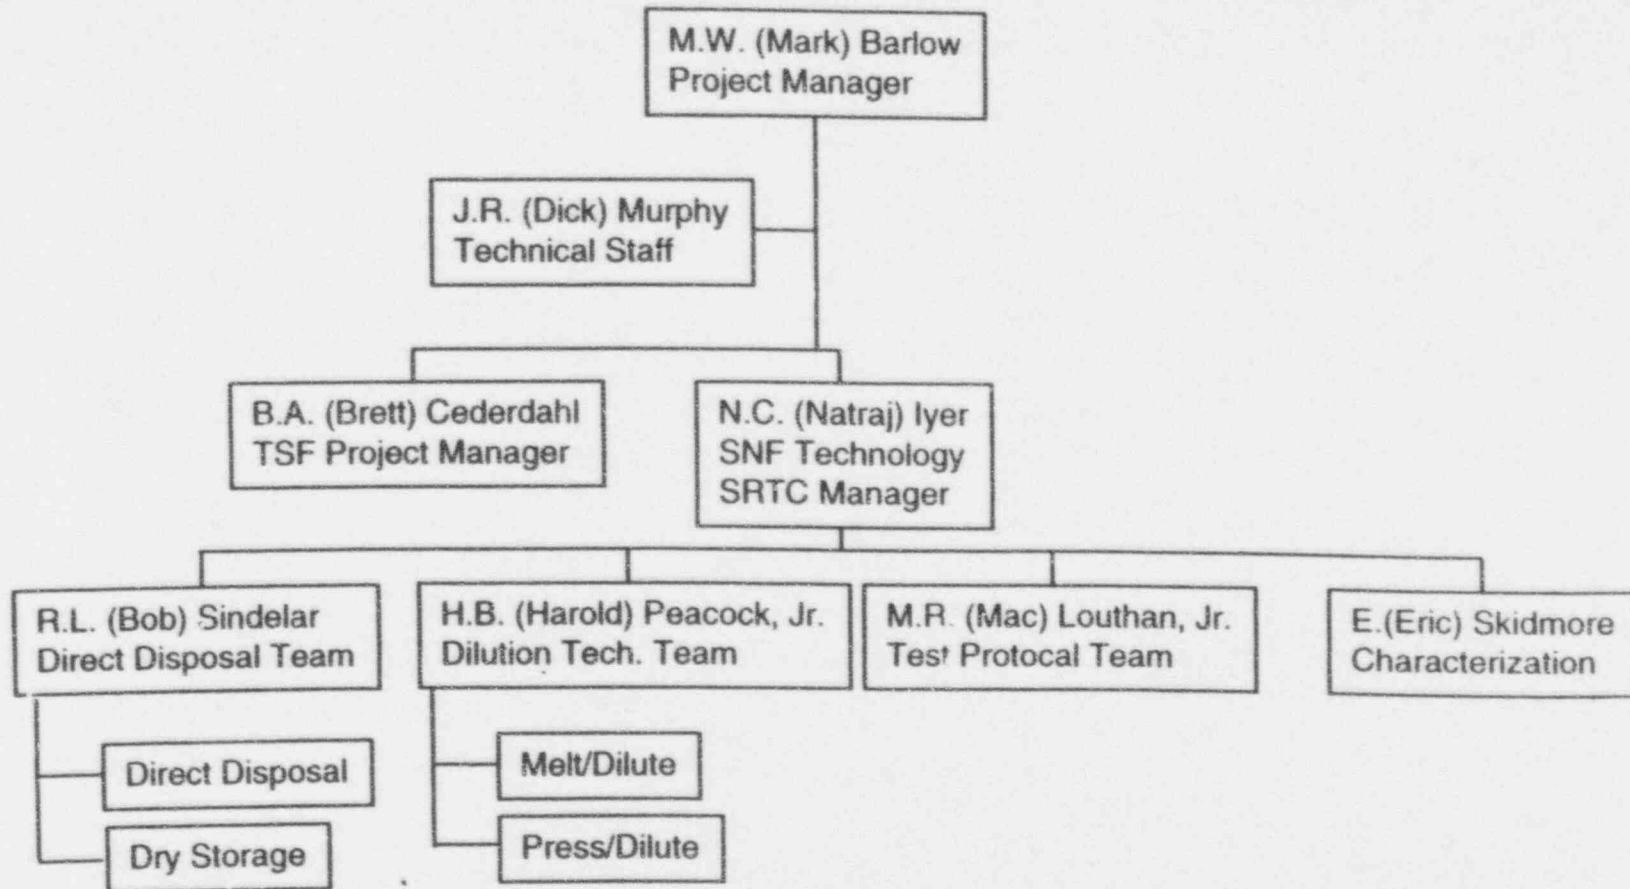 M.W. (Mark) Barlow
Project Manager
J.R. (Dick) Murphy
Technical Staff
B.A. (Brett) Cederdahl
TSF Project Manager
N.C. (Natraj) Iyer
SNF Technology
SRTC Manager
R.L. (Bob) Sindelar
Direct Disposal Team
H.B. (Harold) Peacock, Jr.
Dilution Tech. Team
M.R. (Mac) Louthan, Jr.
Test Protocal Team
E.(Eric) Skidmore
Characterization
Direct Disposal
Dry Storage
Melt/Dilute
Press/Dilute